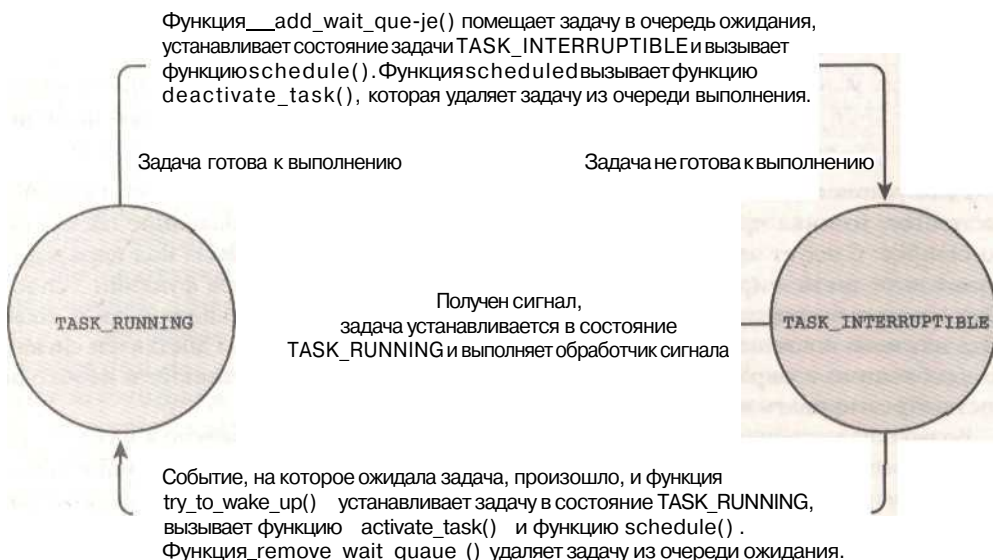 Функция__add_wait_que-je() помещает задачу в очередь ожидания,
устанавливает состояние задачи TASK_INTERRUPTIBLE и вызывает
функцию schedule(). Функция scheduled вызывает функцию
deactivate_task(), которая удаляет задачу из очереди выполнения.
Задача готова к выполнению
Задача не готова к выполнению
TASK_RUNNING
Получен сигнал,
задача устанавливается в состояние
TASK_RUNNING и выполняет обработчик сигнала
TASK_INTERRUPTIBLE
Событие, на которое ожидала задача, произошло, и функция
try_to_wake_up() устанавливает задачу в состояние TASK_RUNNING,
вызывает функцию activate_task() и функцию schedule() .
Функция_remove_wait_quaue () удаляет задачу из очереди ожидания.